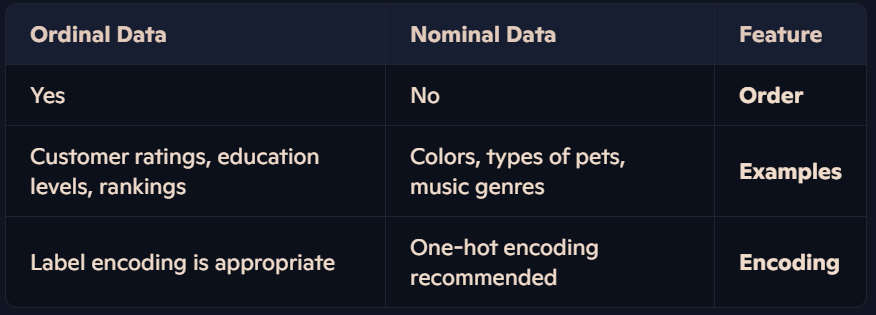 Ordinal Data	Nominal Data	Feature
Yes	No	Order
Customer ratings, education	Colors, types of pets,	Examples
levels, rankings	music genres
Label encoding is appropriate	One-hot encoding	Encoding
recommended